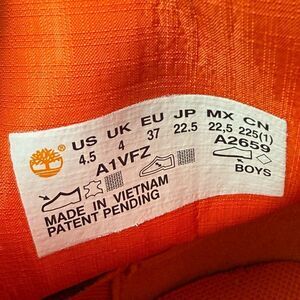 US UK EU JP MX CN
4.5 4 37 22.5 22,5 225(1)
A1VFZ A2659
BOYS
MADE IN VIETNAM
PATENT PENDING